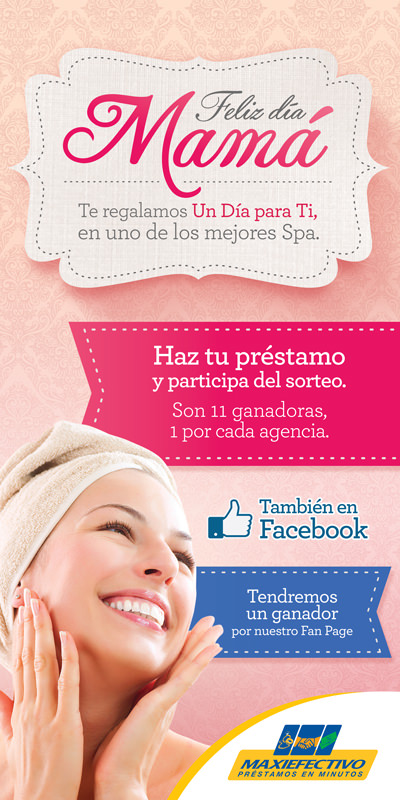 Feliz día
Mamá
Te regalamos Un Día para Ti,
en uno de los mejores Spa.
Haz tu préstamo
y participa del sorteo.
Son 11 ganadoras,
1 por cada agencia.
También en
Facebook
Tendremos
un ganador
por nuestro Fan Page
MAXIEFECTIVO
PRÉSTAMOS EN MINUTOS